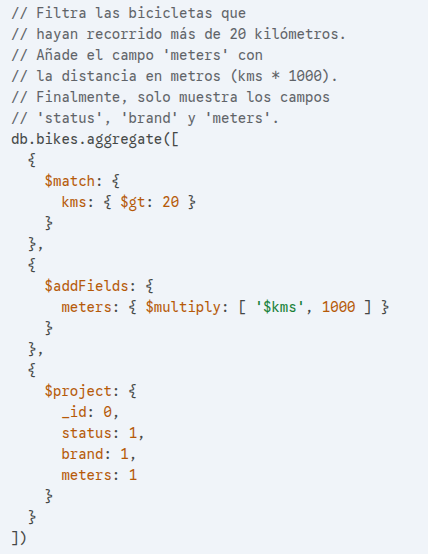 // Filtra las bicicletas que
// hayan recorrido más de 20 kilómetros.
// Añade el campo 'meters' con
// la distancia en metros (kms * 1000).
// Finalmente, solo muestra los campos
// 'status', 'brand' y 'meters'.
db.bikes.aggregate([
  {
    $match: {
      kms: { $gt: 20 }
    }
  },
  {
    $addFields: {
      meters: { $multiply: [ '$kms', 1000 ] }
    }
  },
  {
    $project: {
      _id: 0,
      status: 1,
      brand: 1,
      meters: 1
    }
  }
])